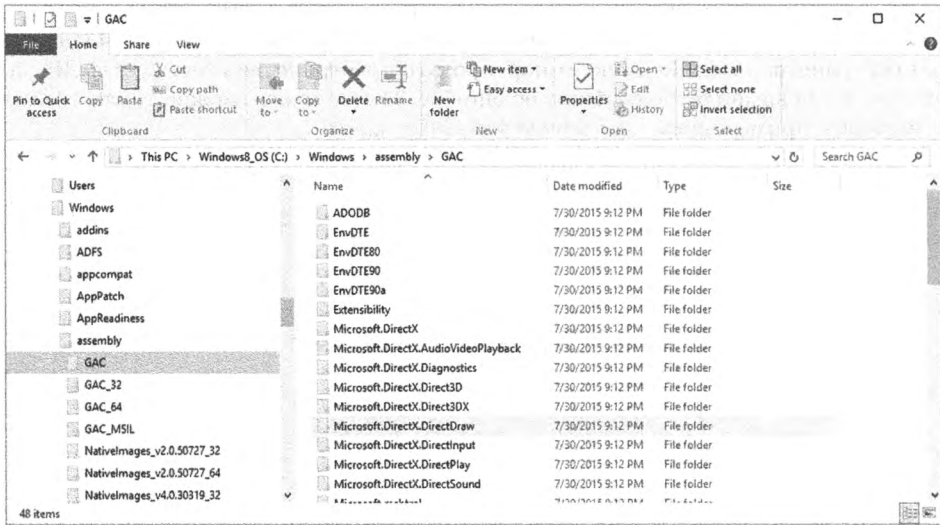 GAC
File Home Share View
Pin to Quick access
Copy
Paste
Cut
Copy path
Paste shortcut
Clipboard
Move to
Copy to
Delete
Rename
Organize
New folder
New item
Easy access
New
Properties
Open
Edit
History
Open
Select all
Select none
Invert selection
Select
This PC > Windows8_OS (C:) > Windows > assembly > GAC
Search GAC
Users
Windows
addins
ADFS
appcompat
AppPatch
AppReadiness
assembly
GAC
GAC_32
GAC_64
GAC_MSIL
NativeImages_v2.0.50727_32
NativeImages_v2.0.50727_64
NativeImages_v4.0.30319_32
Name Date modified Type Size
ADODB 7/30/2015 9:12 PM File folder
EnvDTE 7/30/2015 9:12 PM File folder
EnvDTE80 7/30/2015 9:12 PM File folder
EnvDTE90 7/30/2015 9:12 PM File folder
EnvDTE90a 7/30/2015 9:12 PM File folder
Extensibility 7/30/2015 9:12 PM File folder
Microsoft.DirectX 7/30/2015 9:12 PM File folder
Microsoft.DirectX.AudioVideoPlayback 7/30/2015 9:12 PM File folder
Microsoft.DirectX.Diagnostics 7/30/2015 9:12 PM File folder
Microsoft.DirectX.Direct3D 7/30/2015 9:12 PM File folder
Microsoft.DirectX.Direct3DX 7/30/2015 9:12 PM File folder
Microsoft.DirectX.DirectDraw 7/30/2015 9:12 PM File folder
Microsoft.DirectX.DirectInput 7/30/2015 9:12 PM File folder
Microsoft.DirectX.DirectPlay 7/30/2015 9:12 PM File folder
Microsoft.DirectX.DirectSound 7/30/2015 9:12 PM File folder
48 items